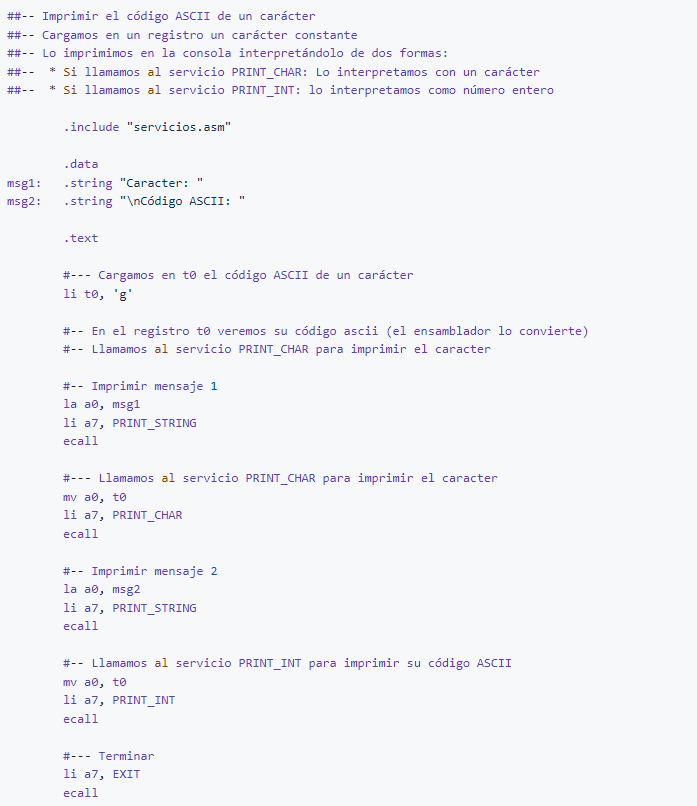 ##-- Imprimir el código ASCII de un carácter
##-- Cargamos en un registro un carácter constante
##-- Lo imprimimos en la consola interpretándolo de dos formas:
##--  * Si llamamos al servicio PRINT_CHAR: Lo interpretamos con un carácter
##--  * Si llamamos al servicio PRINT_INT: lo interpretamos como número entero
.include "servicios.asm"
.data
msg1:   .string "Caracter: "
msg2:   .string "\nCódigo ASCII: "
.text
#--- Cargamos en t0 el código ASCII de un carácter
li t0, 'g'
#-- En el registro t0 veremos su código ascii (el ensamblador lo convierte)
#-- Llamamos al servicio PRINT_CHAR para imprimir el caracter
#-- Imprimir mensaje 1
la a0, msg1
li a7, PRINT_STRING
ecall
#--- Llamamos al servicio PRINT_CHAR para imprimir el caracter
mv a0, t0
li a7, PRINT_CHAR
ecall
#-- Imprimir mensaje 2
la a0, msg2
li a7, PRINT_STRING
ecall
#-- Llamamos al servicio PRINT_INT para imprimir su código ASCII
mv a0, t0
li a7, PRINT_INT
ecall
#--- Terminar
li a7, EXIT
ecall